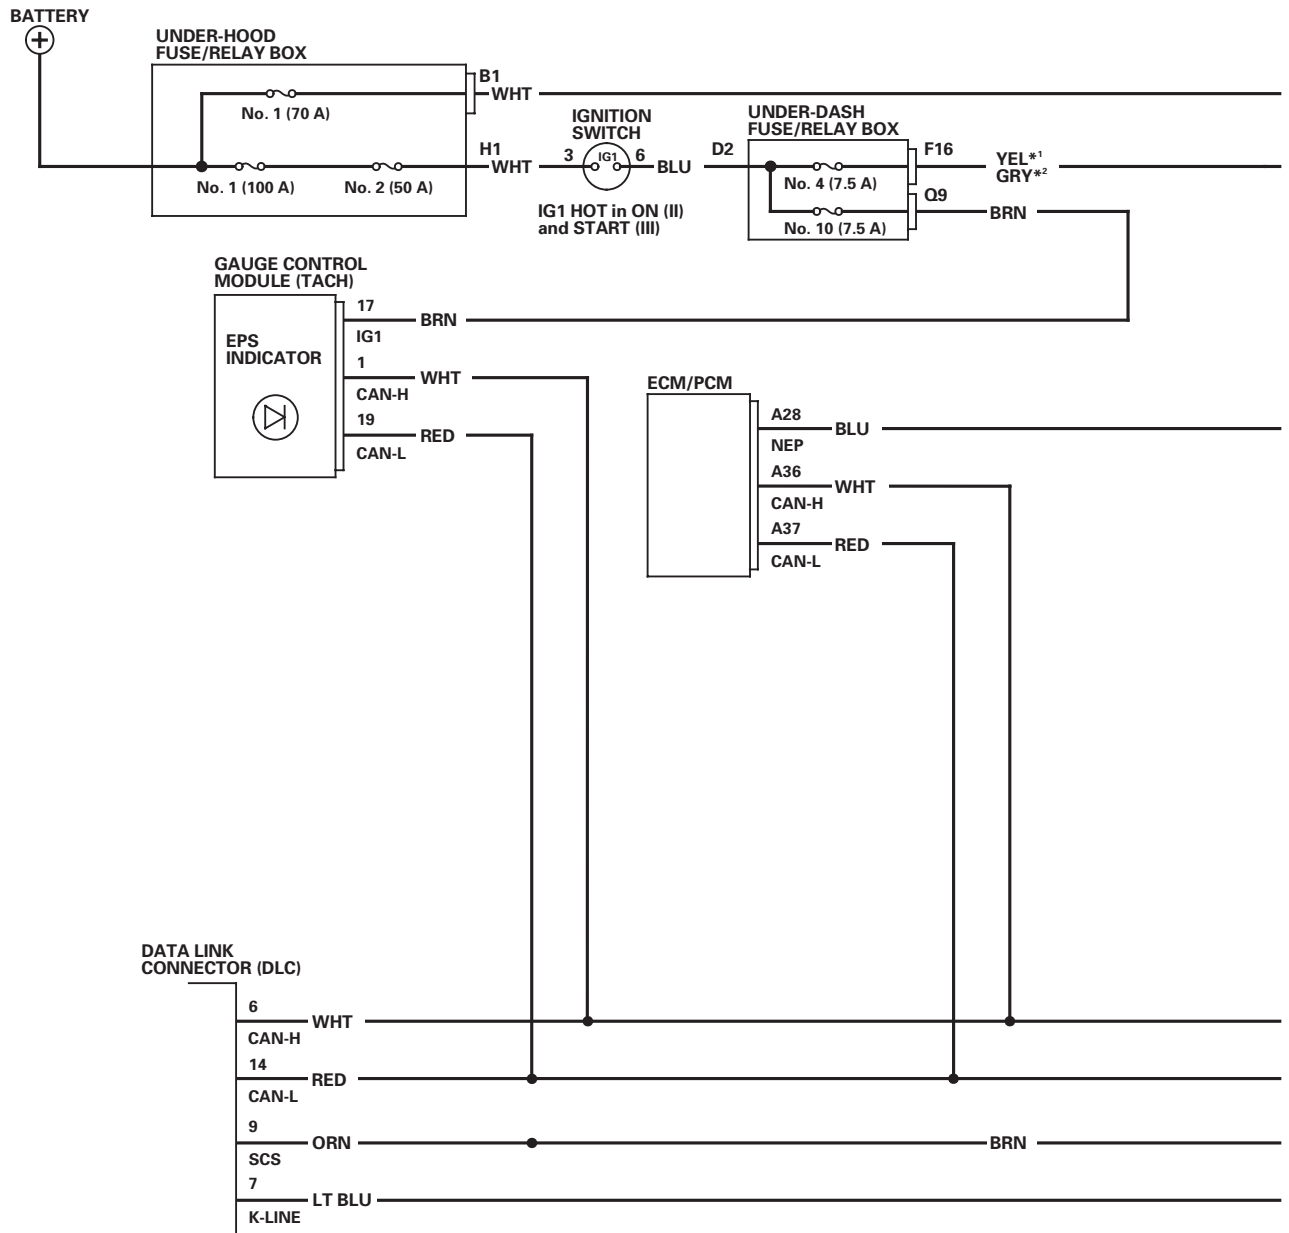 BATTERY
UNDER-HOOD
FUSE/RELAY BOX
B1
WHT
No. 1 (70 A)
IGNITION
SWITCH
UNDER-DASH
FUSE/RELAY BOX
H1
WHT
3
IG1
6
BLU
D2
F16
YEL*¹
GRY*²
No. 1 (100 A)
No. 2 (50 A)
No. 4 (7.5 A)
Q9
BRN
IG1 HOT in ON (II)
and START (III)
No. 10 (7.5 A)
GAUGE CONTROL
MODULE (TACH)
17
BRN
IG1
EPS
INDICATOR
1
WHT
CAN-H
19
RED
CAN-L
ECM/PCM
A28
BLU
NEP
A36
WHT
CAN-H
A37
RED
CAN-L
DATA LINK
CONNECTOR (DLC)
6
WHT
CAN-H
14
RED
CAN-L
9
ORN
BRN
SCS
7
LT BLU
K-LINE